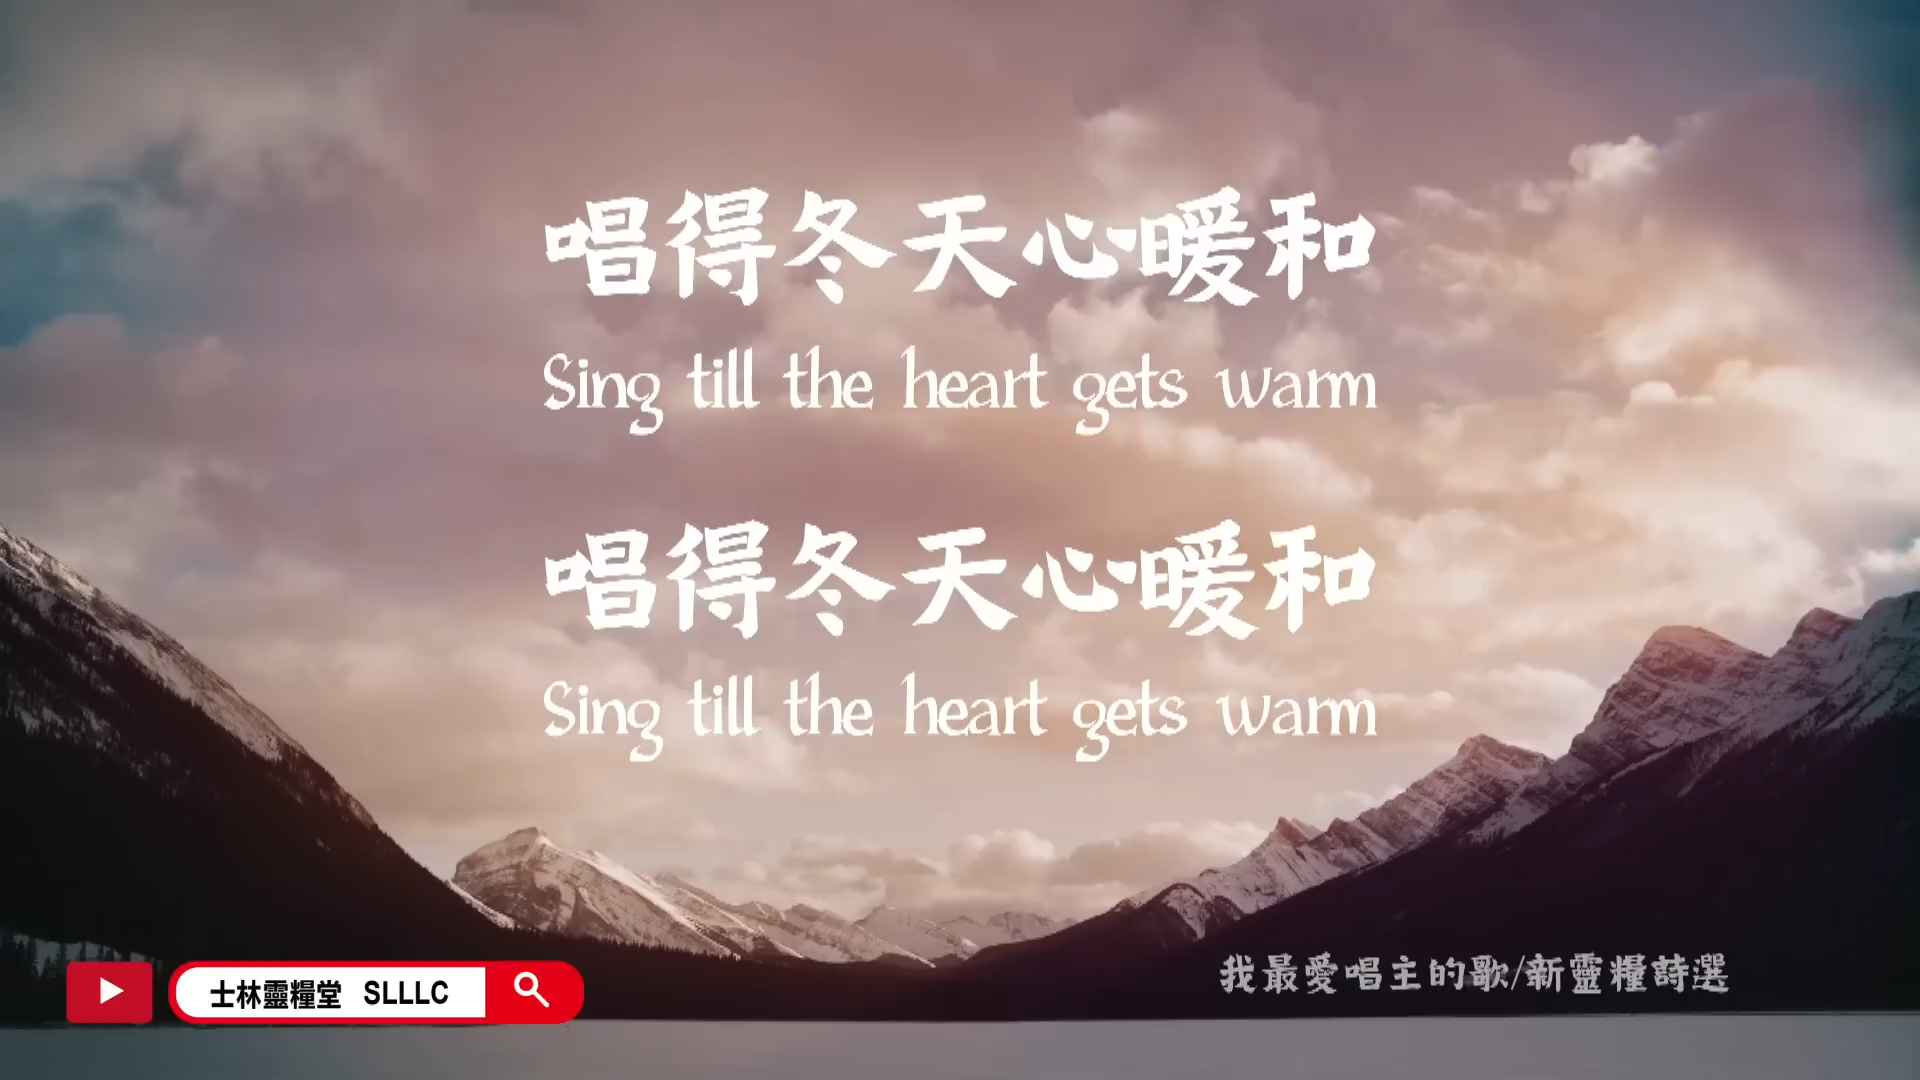 唱得冬天心暖和
Sing till the heart gets warm
唱得冬天心暖和
Sing till the heart gets warm
我最愛唱主的歌/新靈糧詩選
士林靈糧堂 SLLLC